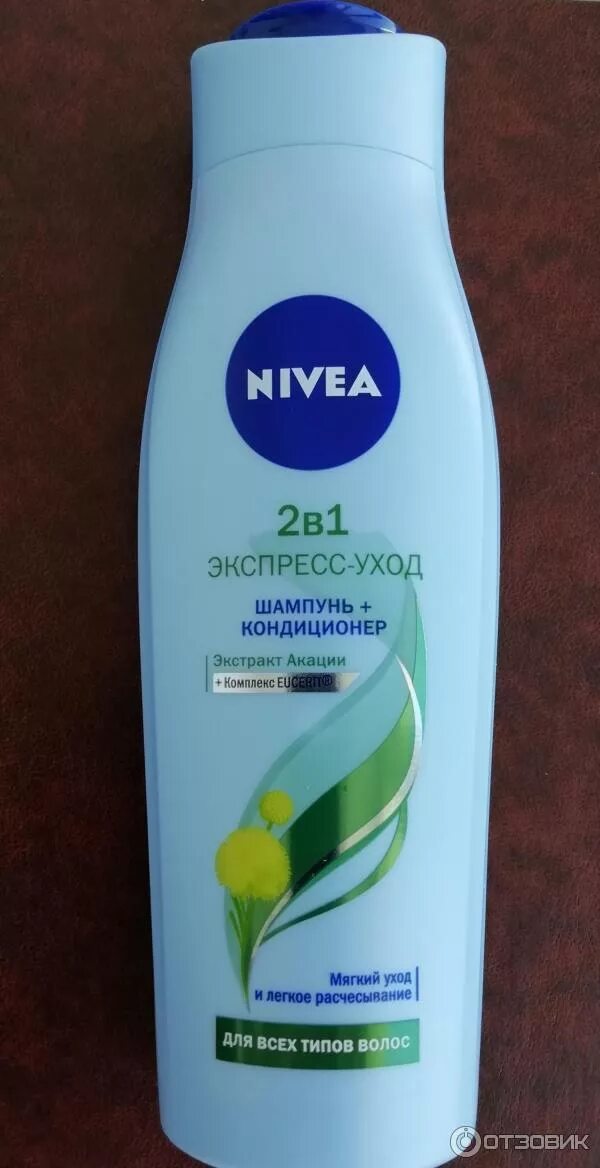 NIVEA
2в1
ЭКСПРЕСС-УХОД
ШАМПУНЬ +
КОНДИЦИОНЕР
Экстракт Акации
+ Комплекс EUCERIT®
Мягкий уход
и легкое расчесывание
ДЛЯ ВСЕХ ТИПОВ ВОЛОС
ОТЗОВИК